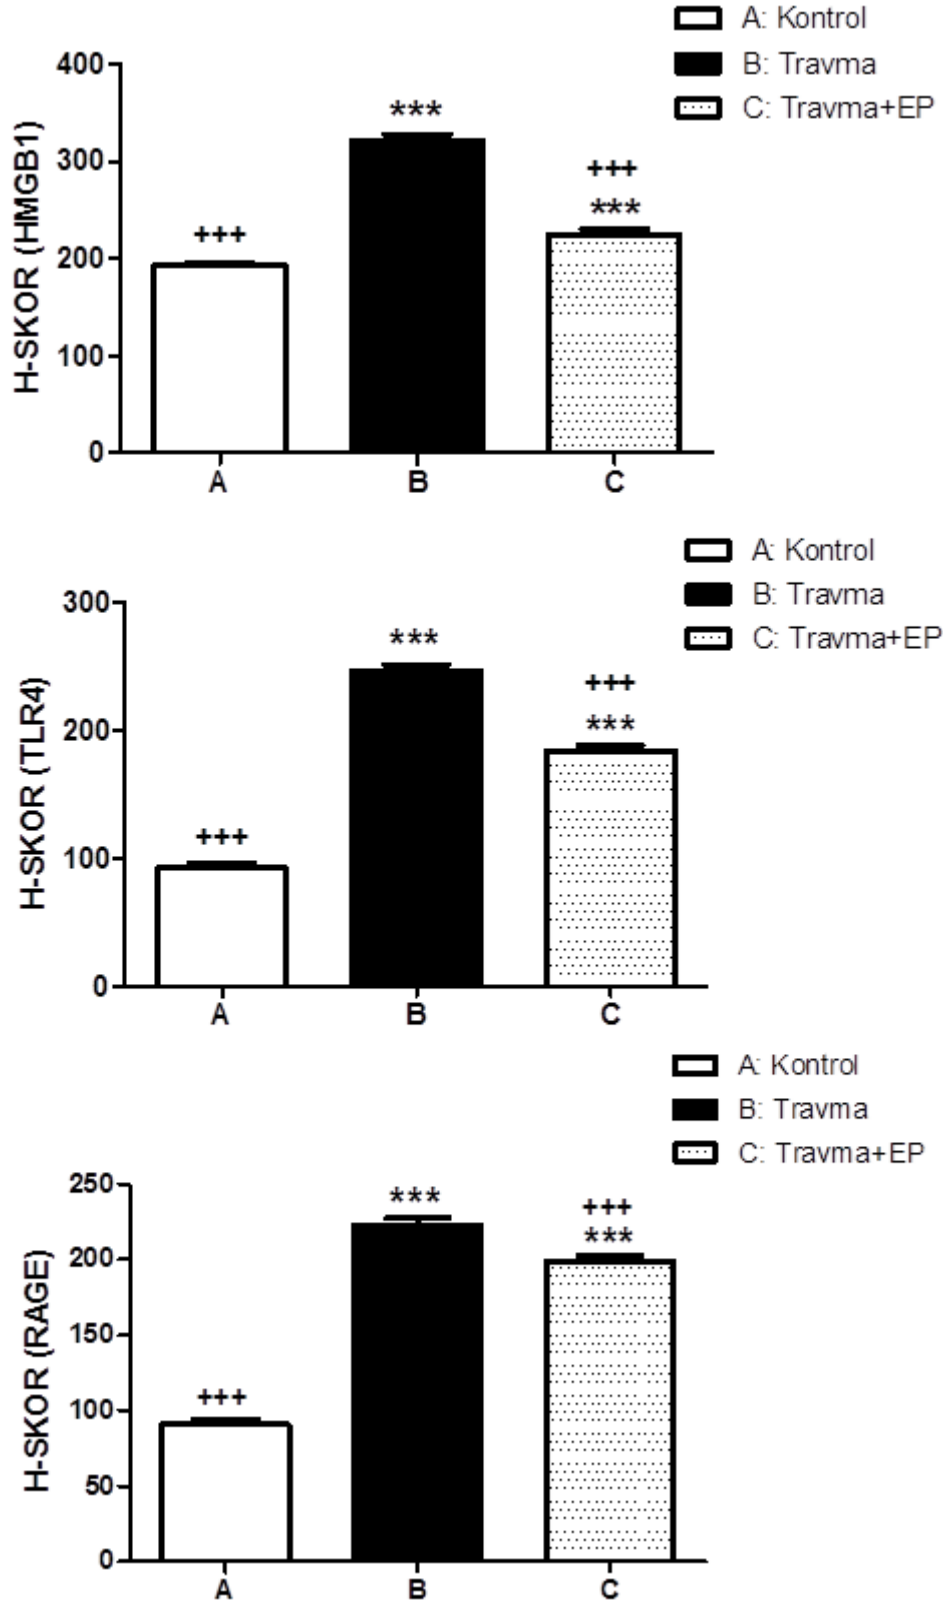 A: Kontrol
B: Travma
C: Travma+EP
H-SKOR (HMGB1)
400
300
200
100
0
+++
***
+++
***
A
B
C
A: Kontrol
B: Travma
C: Travma+EP
H-SKOR (TLR4)
300
200
100
0
+++
***
+++
***
A
B
C
A: Kontrol
B: Travma
C: Travma+EP
H-SKOR (RAGE)
250
200
150
100
50
0
+++
***
+++
***
A
B
C